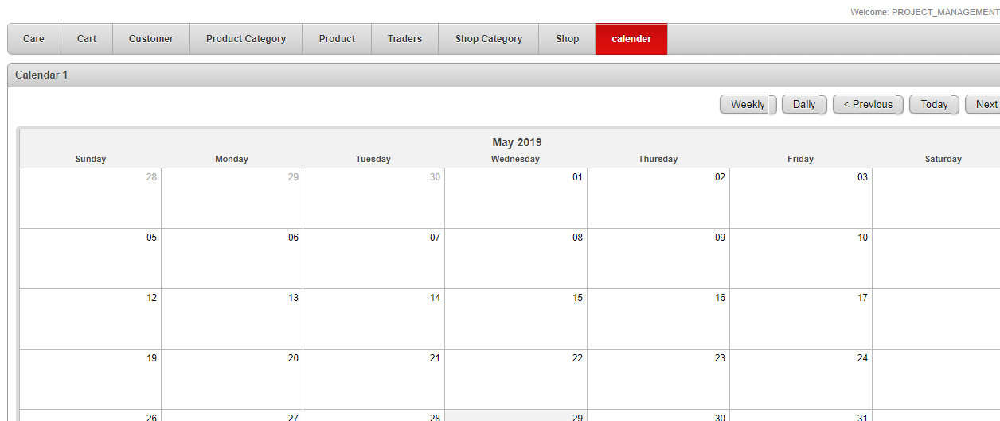 Welcome: PROJECT_MANAGEMENT
Care Cart Customer Product Category Product Traders Shop Category Shop calender
Calendar 1
Weekly Daily < Previous Today Next
May 2019
Sunday Monday Tuesday Wednesday Thursday Friday Saturday
28 29 30 01 02 03
05 06 07 08 09 10
12 13 14 15 16 17
19 20 21 22 23 24
26 27 28 29 30 31